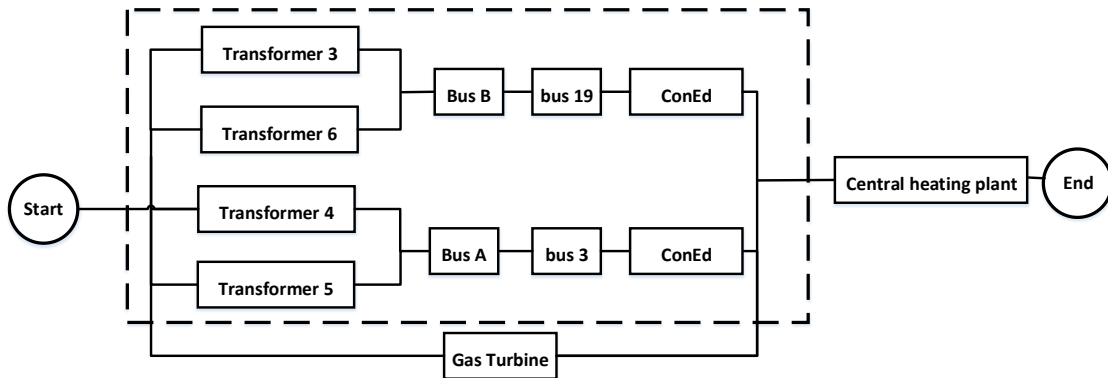 Transformer 3
Bus B
bus 19
ConEd
Transformer 6
Start
Transformer 4
Central heating plant
End
Bus A
bus 3
ConEd
Transformer 5
Gas Turbine